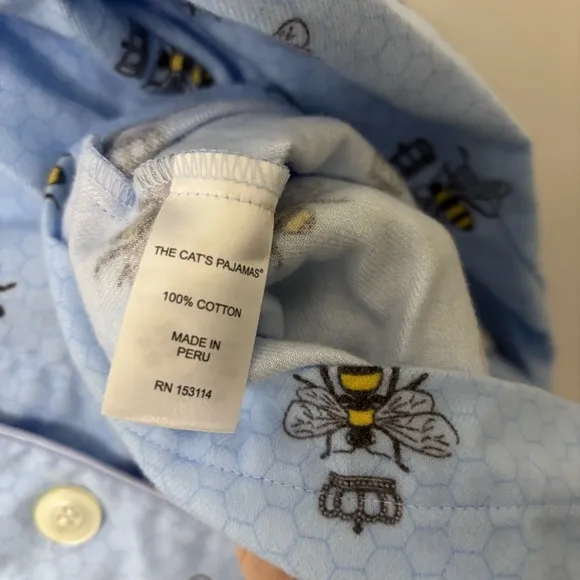 THE CAT'S PAJAMAS®
100% COTTON
MADE IN
PERU
RN 153114